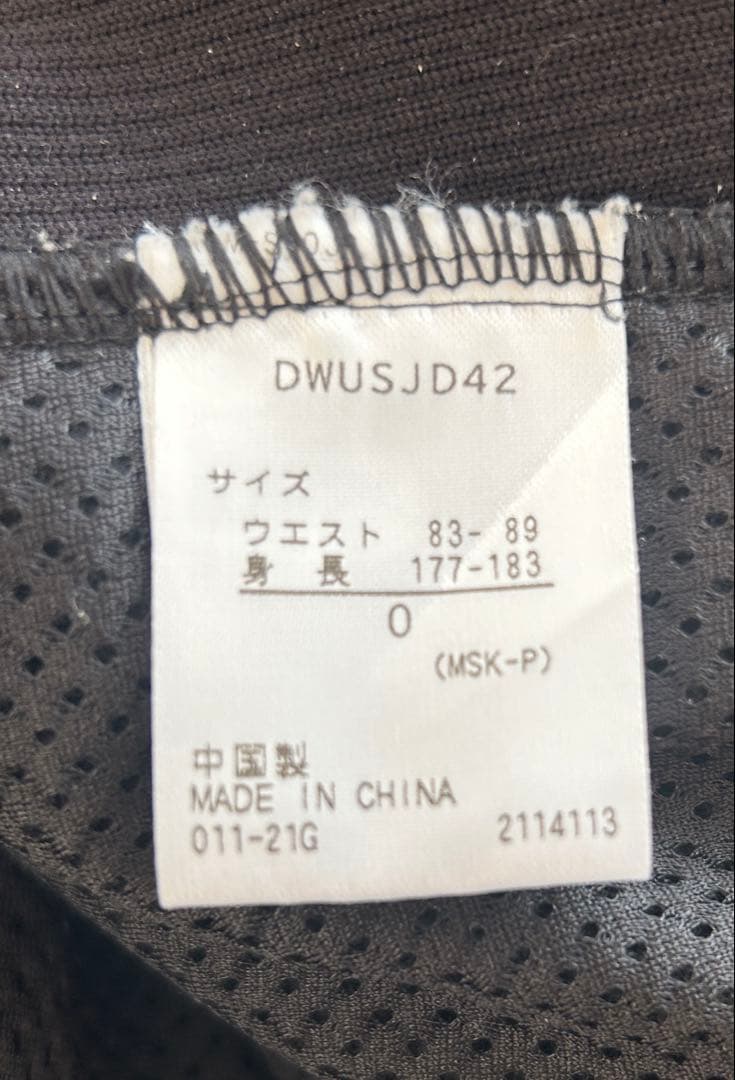 DWUSJD42
サイズ
ウエスト 83- 89
身 長 177-183
O
(MSK-P)
中国製
MADE IN CHINA
011-21G 2114113